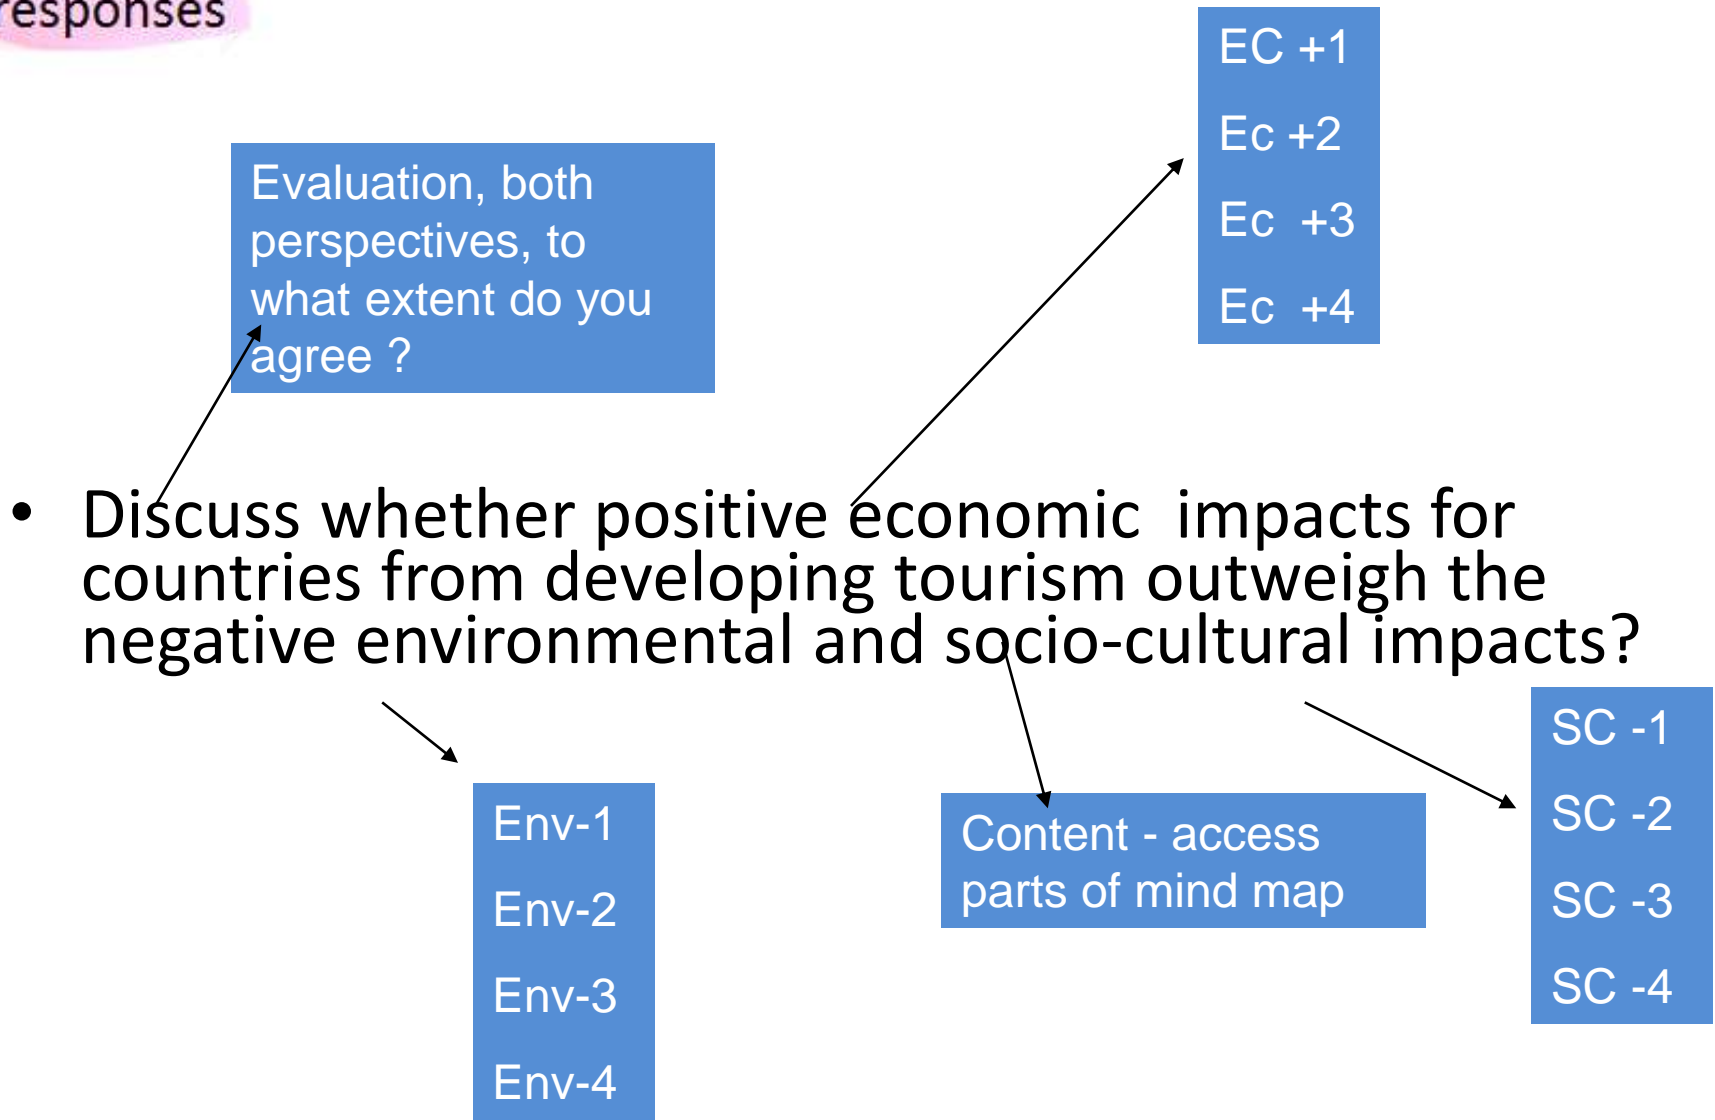 responses
EC +1
Ec +2
Ec  +3
Ec  +4
Evaluation, both
perspectives, to
what extent do you
agree ?
• Discuss whether positive economic  impacts for
countries from developing tourism outweigh the
negative environmental and socio-cultural impacts?
Env-1
Env-2
Env-3
Env-4
Content - access
parts of mind map
SC -1
SC -2
SC -3
SC -4